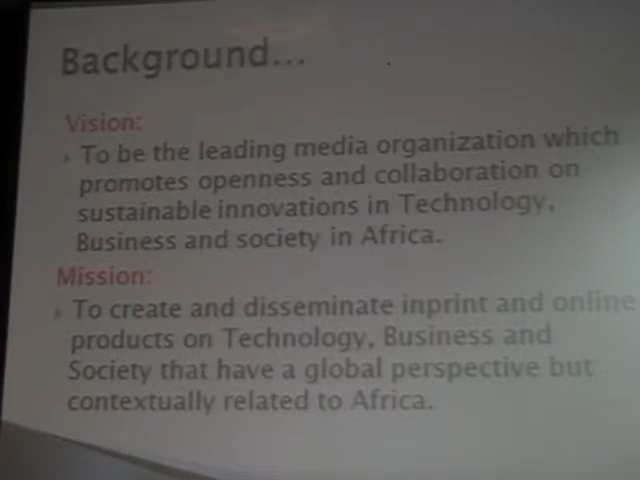 Background...
Vision:
To be the leading media organization which
promotes openness and collaboration on
sustainable innovations in Technology,
Business and society in Africa.
Mission:
To create and disseminate inprint and online
products on Technology, Business and
Society that have a global perspective but
contextually related to Africa.